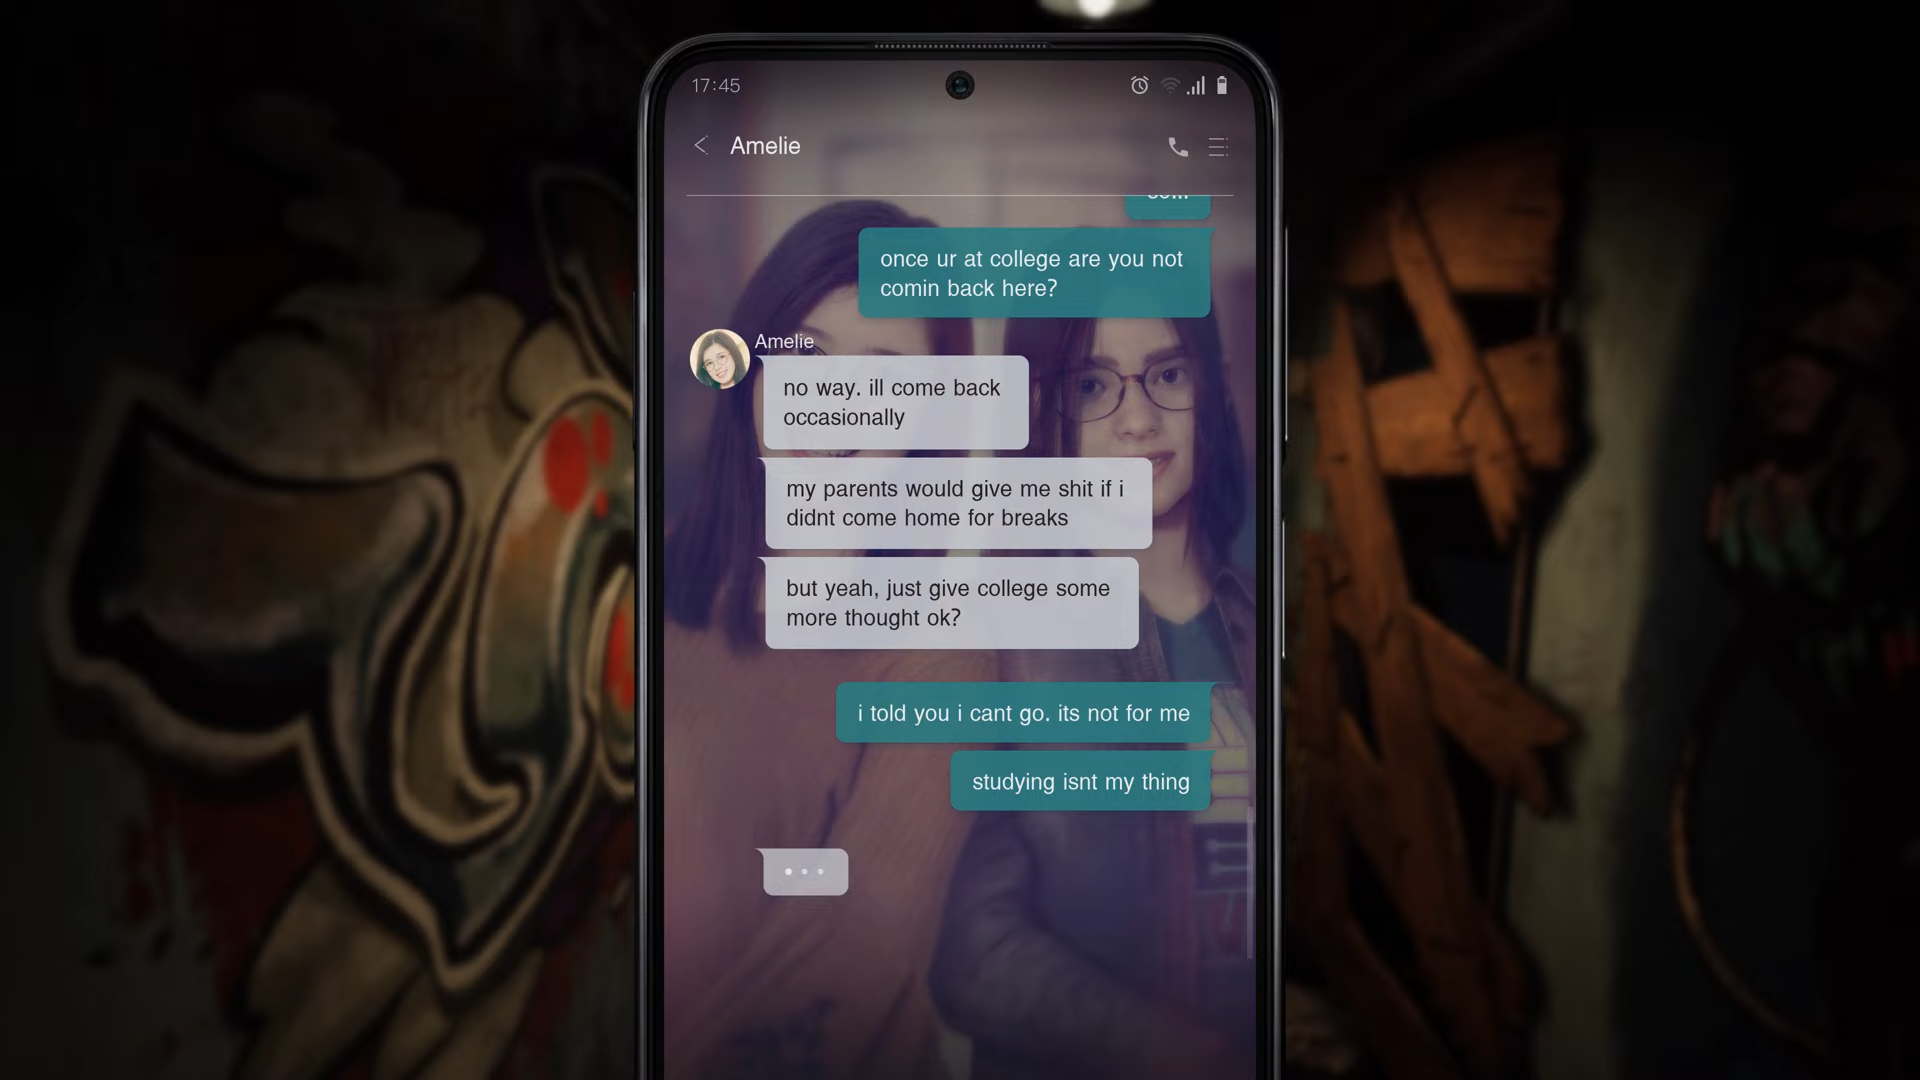 17:45
Amelie
once ur at college are you not
comin back here?
Amelie
no way. ill come back
occasionally
my parents would give me shit if i
didnt come home for breaks
but yeah, just give college some
more thought ok?
i told you i cant go. its not for me
studying isnt my thing